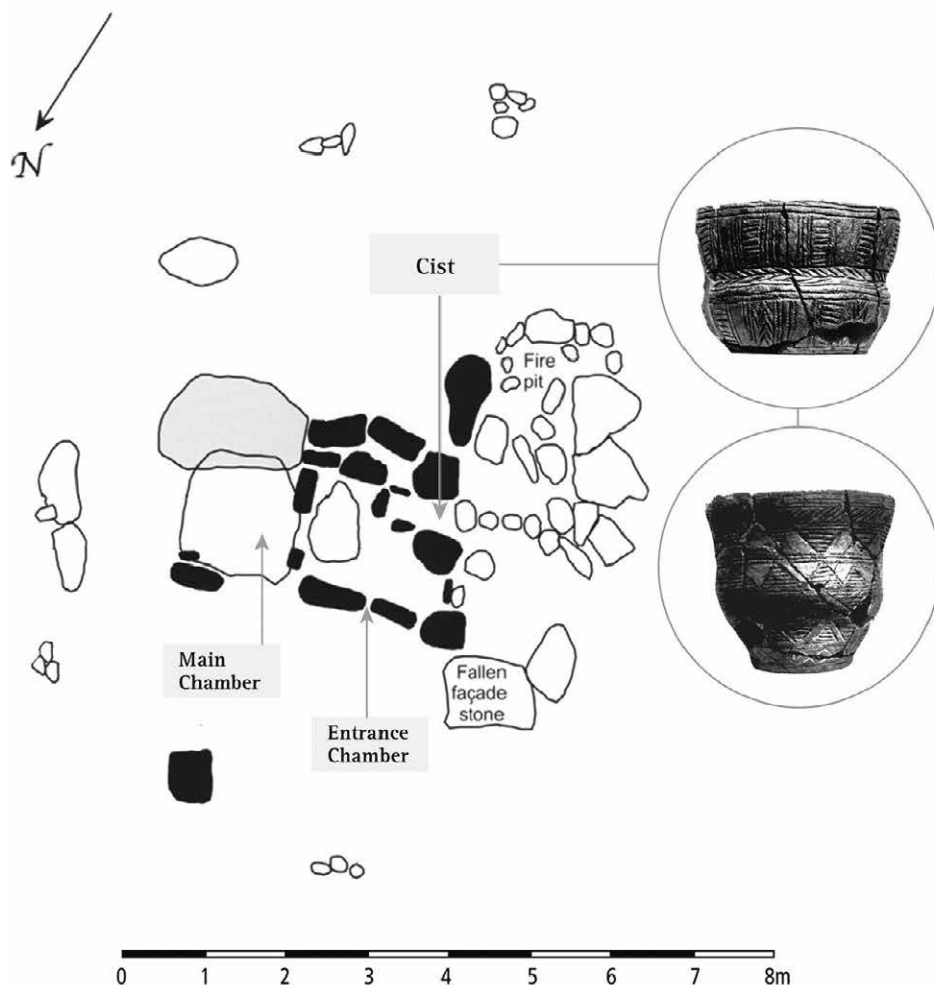 N
Cist
Fire
pit
Main
Chamber
Fallen
façade
stone
Entrance
Chamber
0 1 2 3 4 5 6 7 8m